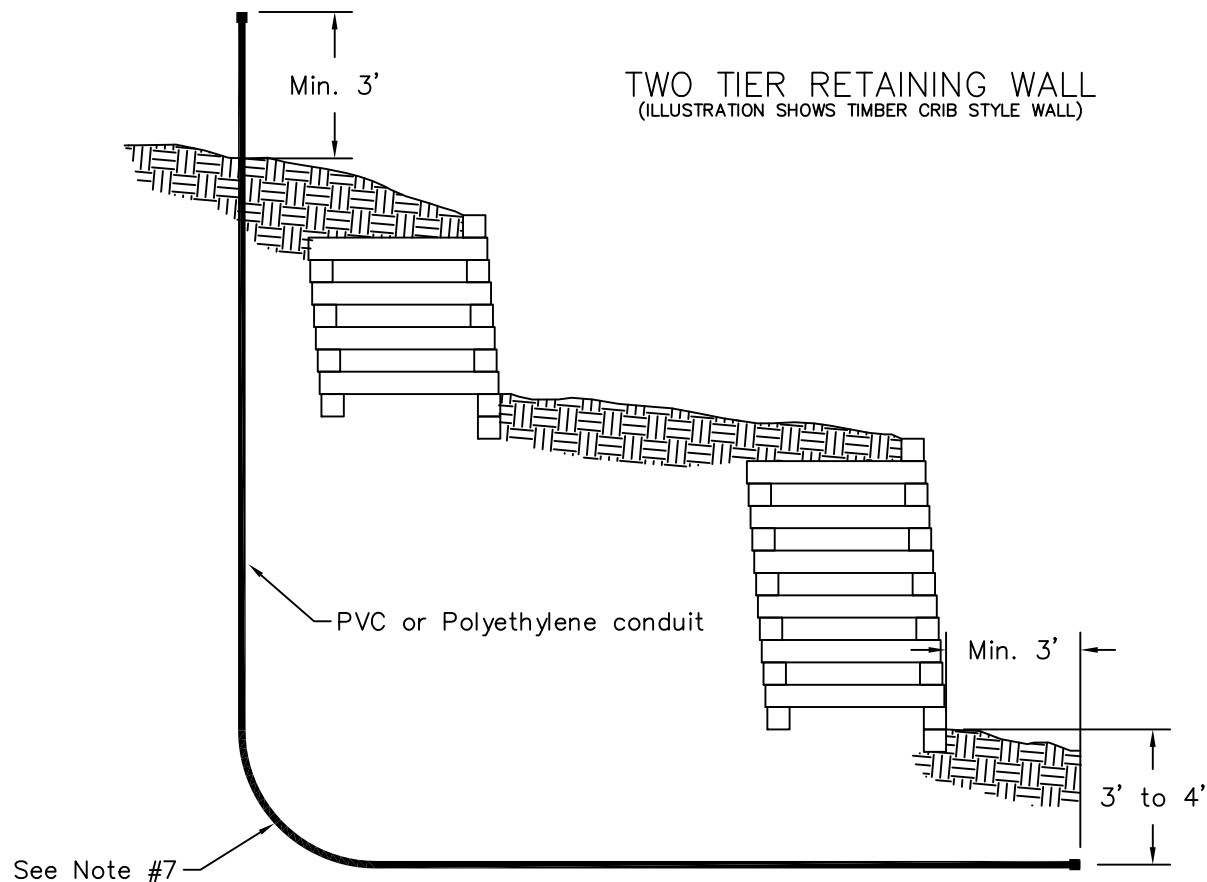 Min. 3'
TWO TIER RETAINING WALL
(ILLUSTRATION SHOWS TIMBER CRIB STYLE WALL)
PVC or Polyethylene conduit
Min. 3'
3' to 4'
See Note #7